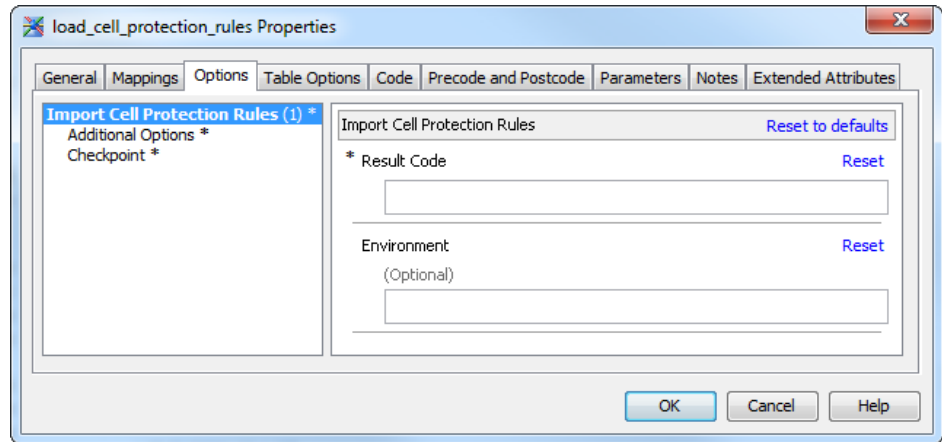 load_cell_protection_rules Properties
General Mappings Options Table Options Code Precode and Postcode Parameters Notes Extended Attributes
Import Cell Protection Rules (1) *
Additional Options *
Checkpoint *
Import Cell Protection Rules Reset to defaults
* Result Code Reset
Environment Reset
(Optional)
OK Cancel Help